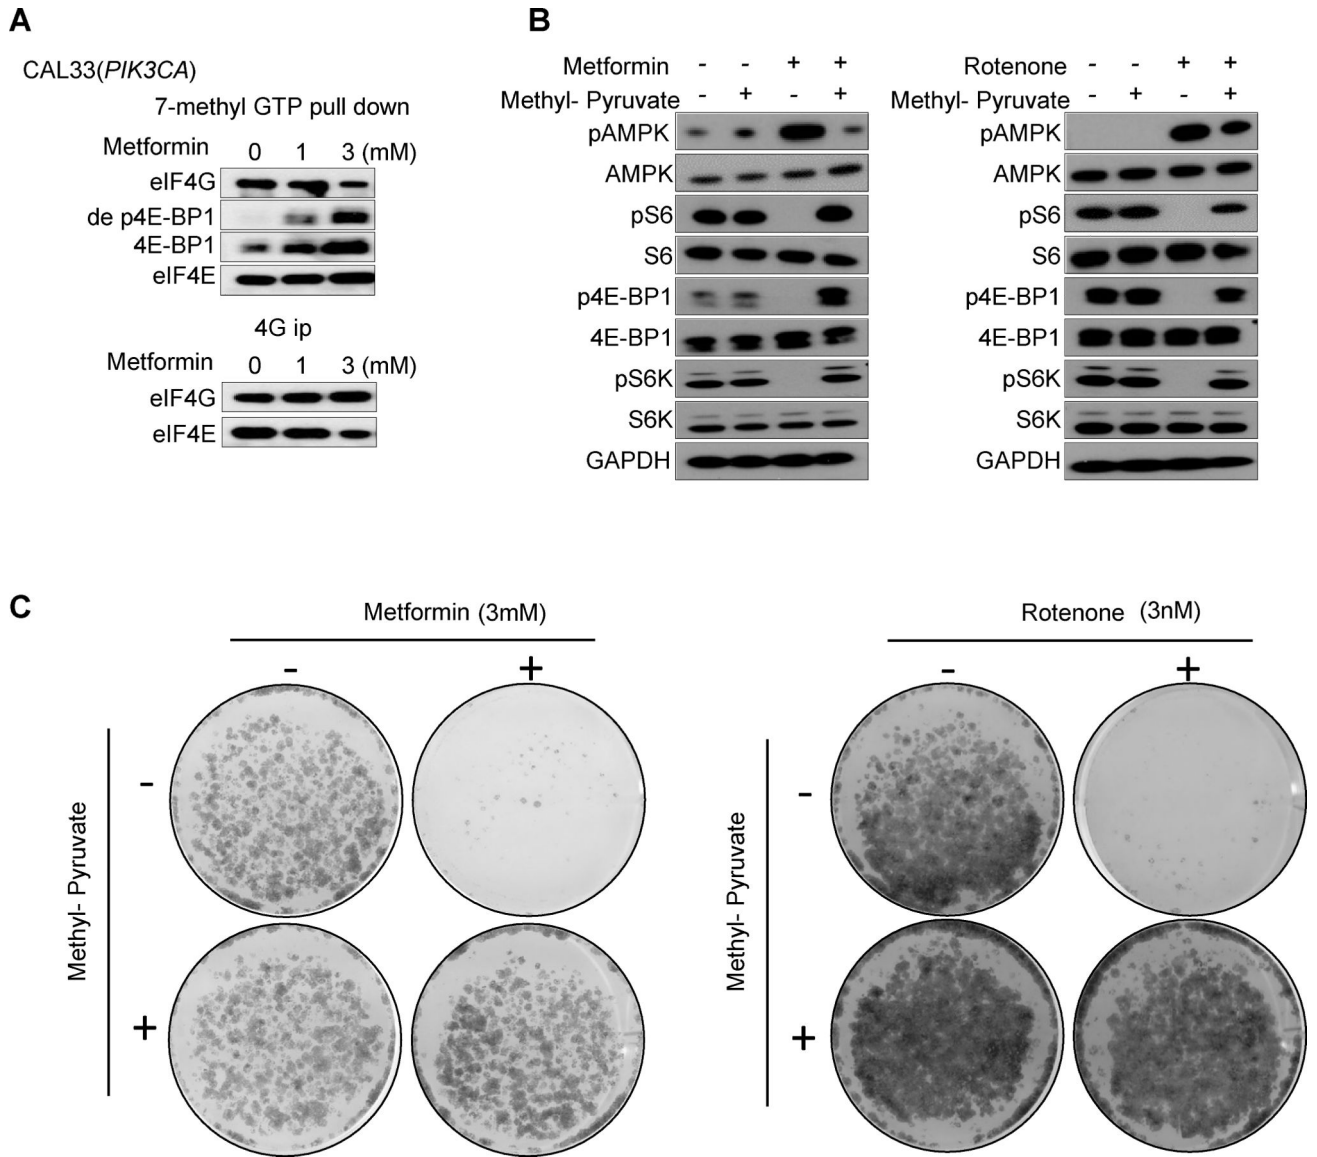 A
CAL33(PIK3CA)
7-methyl GTP pull down
Metformin 0 1 3 (mM)
eIF4G
de p4E-BP1
4E-BP1
eIF4E
4G ip
Metformin 0 1 3 (mM)
eIF4G
eIF4E
B
Metformin - - + +
Methyl- Pyruvate - + - +
pAMPK
AMPK
pS6
S6
p4E-BP1
4E-BP1
pS6K
S6K
GAPDH
Rotenone - - + +
Methyl- Pyruvate - + - +
pAMPK
AMPK
pS6
S6
p4E-BP1
4E-BP1
pS6K
S6K
GAPDH
C
Metformin (3mM)
- +
Methyl- Pyruvate
-
+
Rotenone (3nM)
- +
Methyl- Pyruvate
-
+